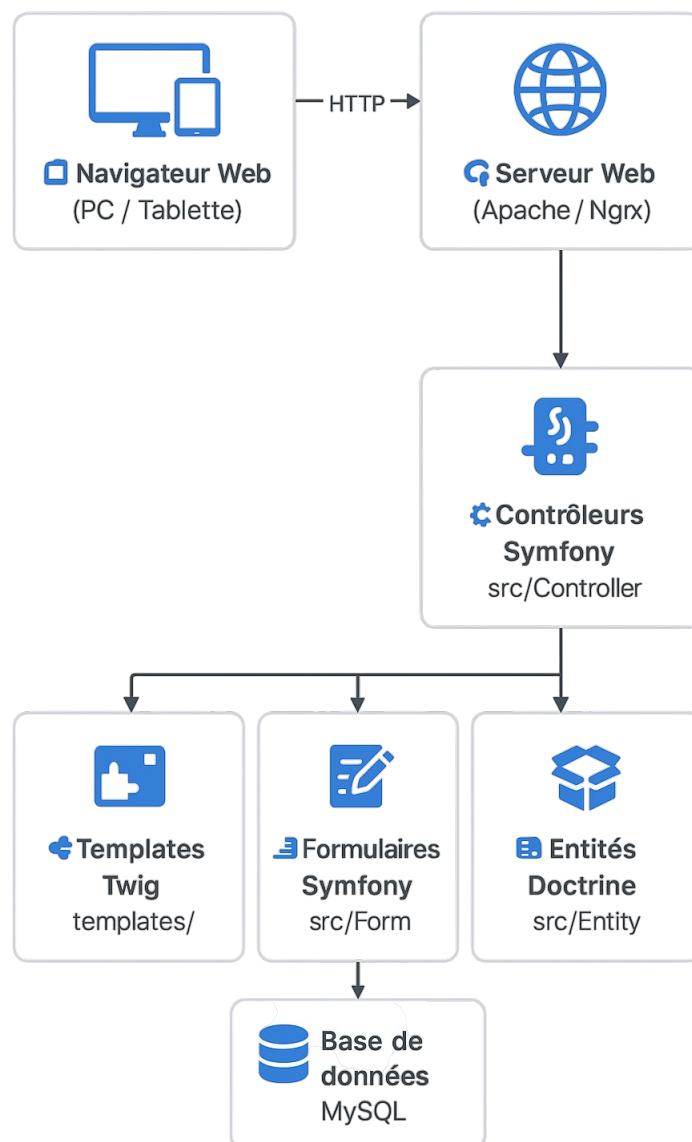 HTTP
Navigateur Web
(PC / Tablette)
Serveur Web
(Apache / Ngrx)
Contrôleurs
Symfony
src/Controller
Templates
Twig
templates/
Formulaires
Symfony
src/Form
Entités
Doctrine
src/Entity
Base de
données
MySQL